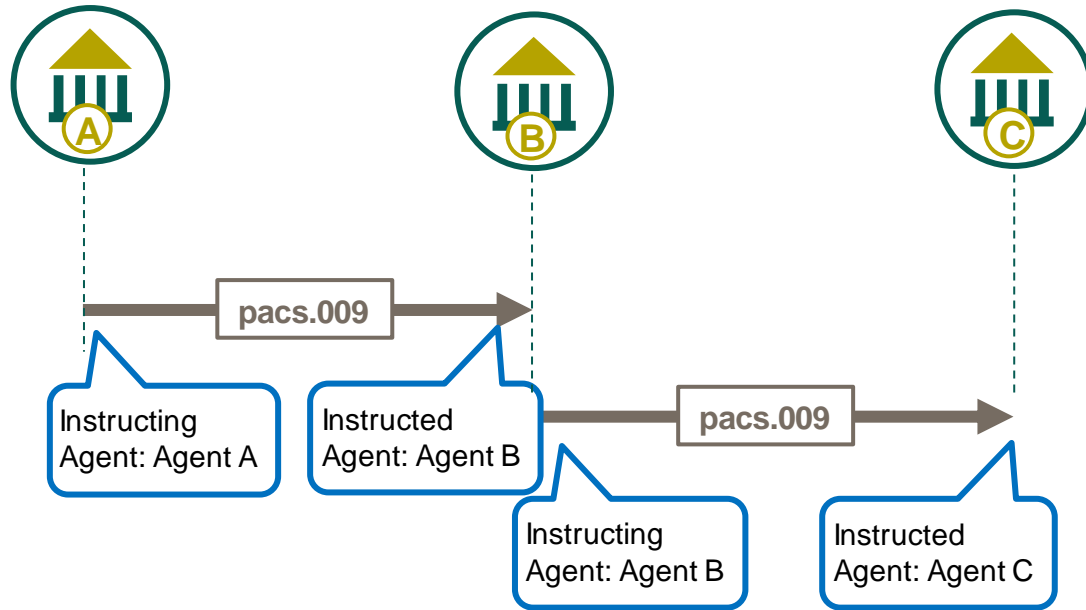 A
B
C
pacs.009
Instructing
Agent: Agent A
Instructed
Agent: Agent B
pacs.009
Instructing
Agent: Agent B
Instructed
Agent: Agent C